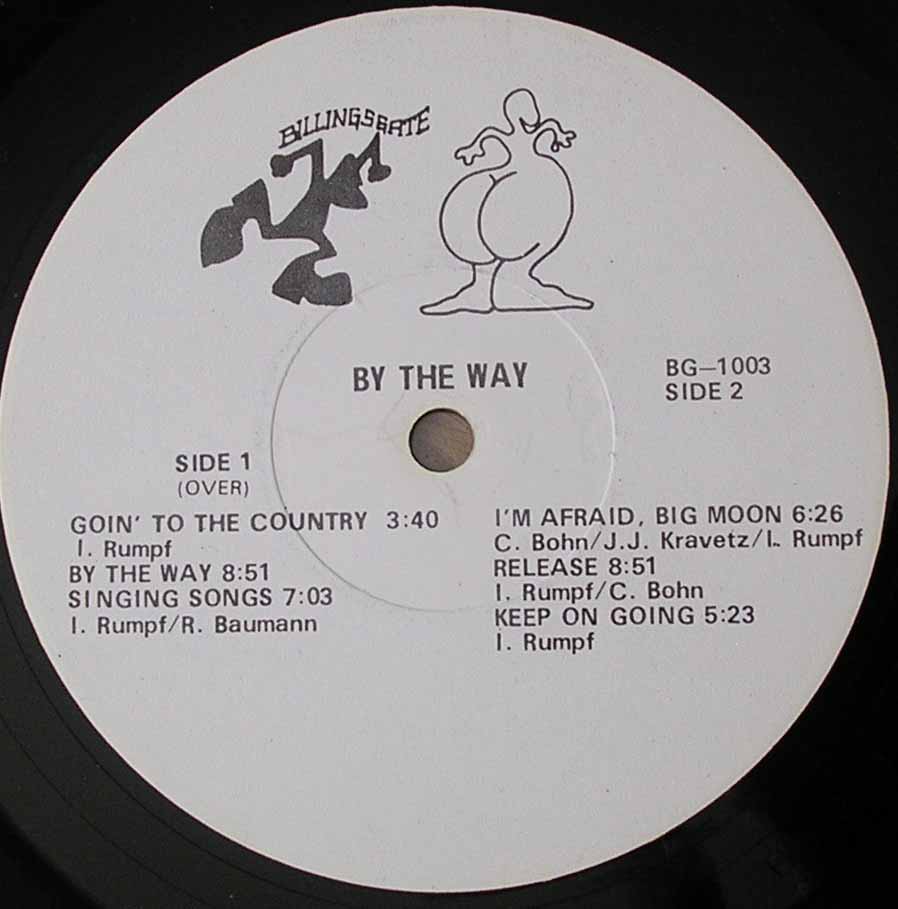 BILLINGSGATE
BY THE WAY
BG—1003
SIDE 2
SIDE 1
(OVER)
GOIN' TO THE COUNTRY 3:40
I. Rumpf
BY THE WAY 8:51
SINGING SONGS 7:03
I. Rumpf/R. Baumann
I'M AFRAID, BIG MOON 6:26
C. Bohn/J.J. Kravetz/I. Rumpf
RELEASE 8:51
I. Rumpf/C. Bohn
KEEP ON GOING 5:23
I. Rumpf